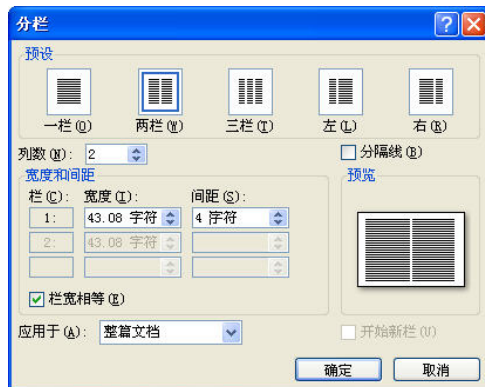 分栏
预设
一栏(O) 两栏(W) 三栏(T) 左(L) 右(R)
列数(N): 2 分隔线(B)
宽度和间距 预览
栏(C): 宽度(I): 间距(S):
1: 43.08 字符 4 字符
2: 43.08 字符
栏宽相等(E)
应用于(A): 整篇文档 开始新栏(U)
确定 取消